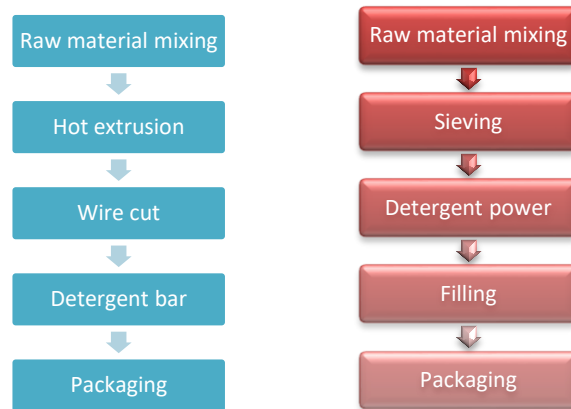 Raw material mixing
Hot extrusion
Wire cut
Detergent bar
Packaging
Raw material mixing
Sieving
Detergent power
Filling
Packaging